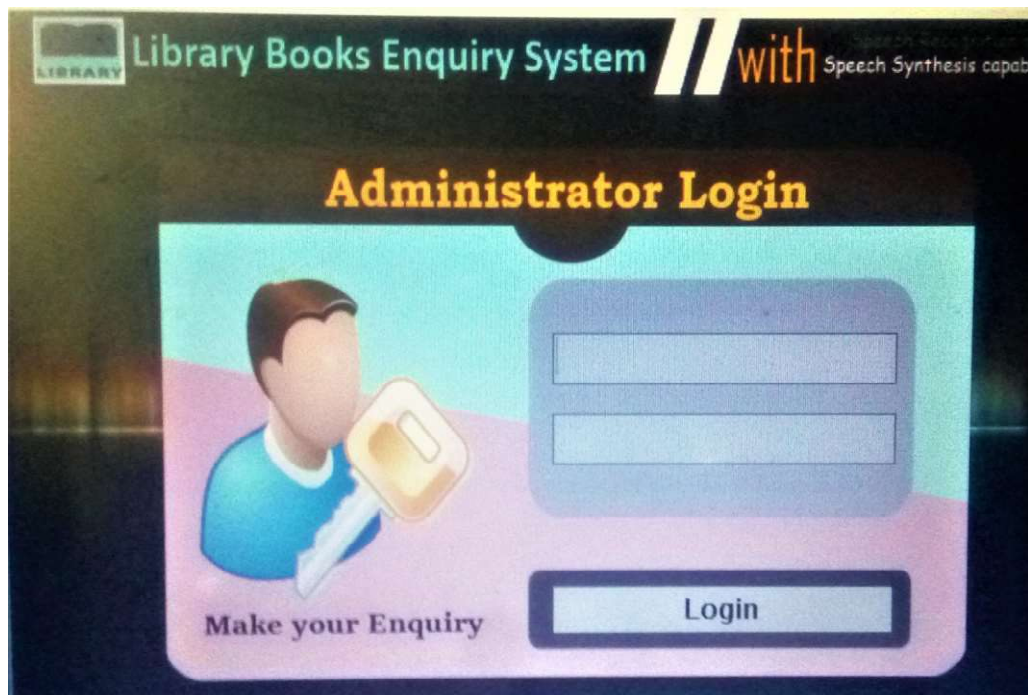 LIBRARY
Library Books Enquiry System
with Speech Synthesis
Administrator Login
Make your Enquiry
Login